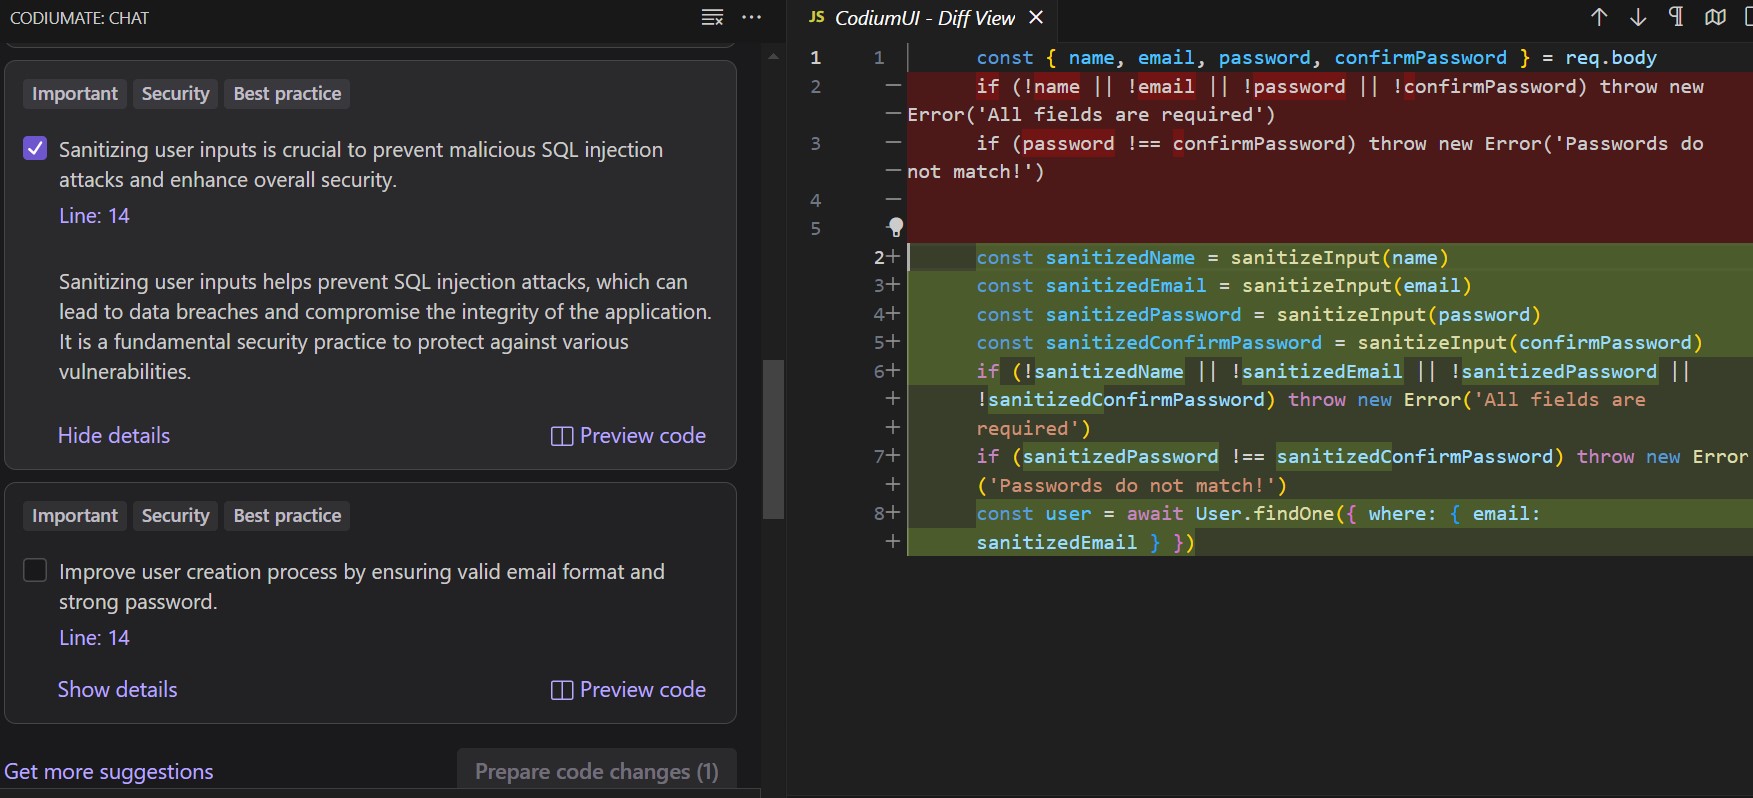 CODIUMATE: CHAT
Important Security Best practice
Sanitizing user inputs is crucial to prevent malicious SQL injection
attacks and enhance overall security.
Line: 14
Sanitizing user inputs helps prevent SQL injection attacks, which can
lead to data breaches and compromise the integrity of the application.
It is a fundamental security practice to protect against various
vulnerabilities.
Hide details Preview code
Important Security Best practice
Improve user creation process by ensuring valid email format and
strong password.
Line: 14
Show details Preview code
Get more suggestions Prepare code changes (1)
JS CodiumUI - Diff View
1 1 const { name, email, password, confirmPassword } = req.body
2 — if (!name || !email || !password || !confirmPassword) throw new
— Error('All fields are required')
3 — if (password !== confirmPassword) throw new Error('Passwords do
— not match!')
4 —
5
2+ const sanitizedName = sanitizeInput(name)
3+ const sanitizedEmail = sanitizeInput(email)
4+ const sanitizedPassword = sanitizeInput(password)
5+ const sanitizedConfirmPassword = sanitizeInput(confirmPassword)
6+ if (!sanitizedName || !sanitizedEmail || !sanitizedPassword ||
+ !sanitizedConfirmPassword) throw new Error('All fields are
+ required')
7+ if (sanitizedPassword !== sanitizedConfirmPassword) throw new Error
+ ('Passwords do not match!')
8+ const user = await User.findOne({ where: { email:
+ sanitizedEmail } })